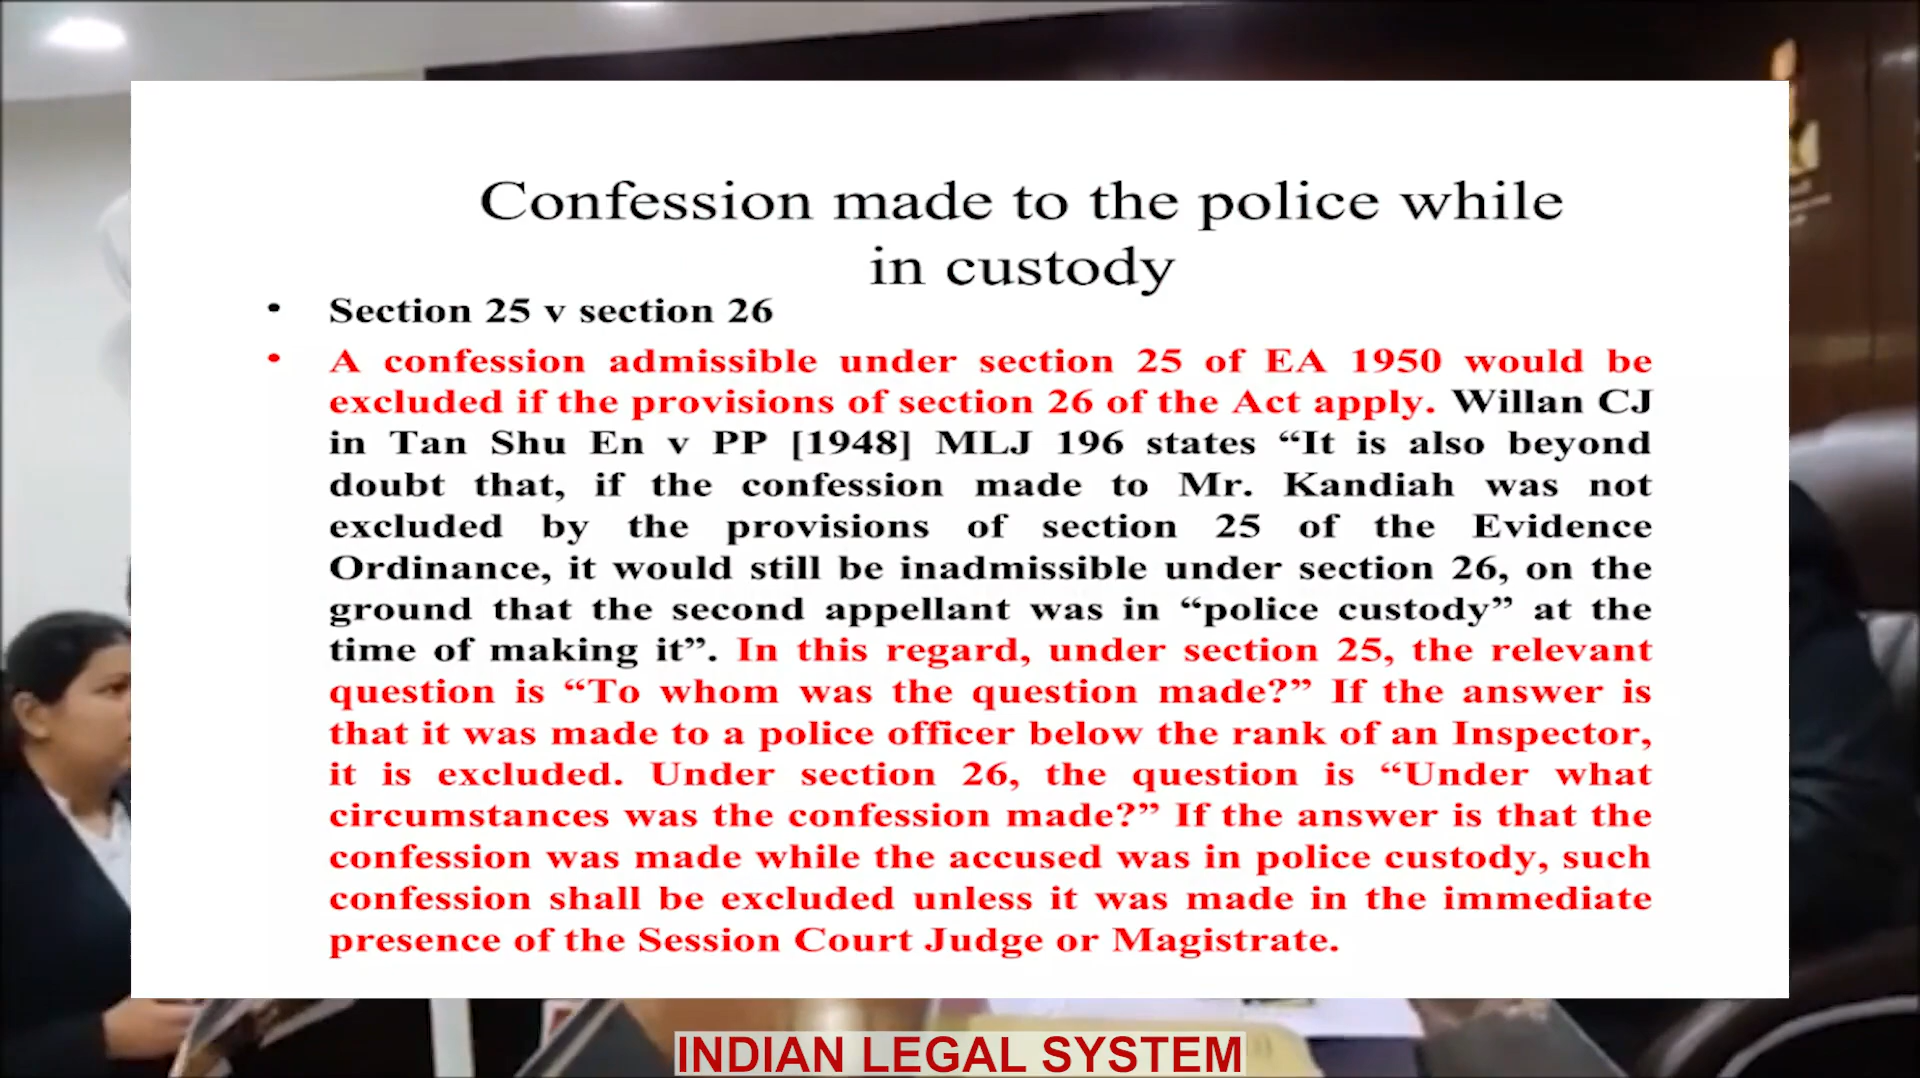 Confession made to the police while
in custody
• Section 25 v section 26
• A confession admissible under section 25 of EA 1950 would be
excluded if the provisions of section 26 of the Act apply. Willan CJ
in Tan Shu En v PP [1948] MLJ 196 states “It is also beyond
doubt that, if the confession made to Mr. Kandiah was not
excluded by the provisions of section 25 of the Evidence
Ordinance, it would still be inadmissible under section 26, on the
ground that the second appellant was in “police custody” at the
time of making it”. In this regard, under section 25, the relevant
question is “To whom was the question made?” If the answer is
that it was made to a police officer below the rank of an Inspector,
it is excluded. Under section 26, the question is “Under what
circumstances was the confession made?” If the answer is that the
confession was made while the accused was in police custody, such
confession shall be excluded unless it was made in the immediate
presence of the Session Court Judge or Magistrate.
INDIAN LEGAL SYSTEM